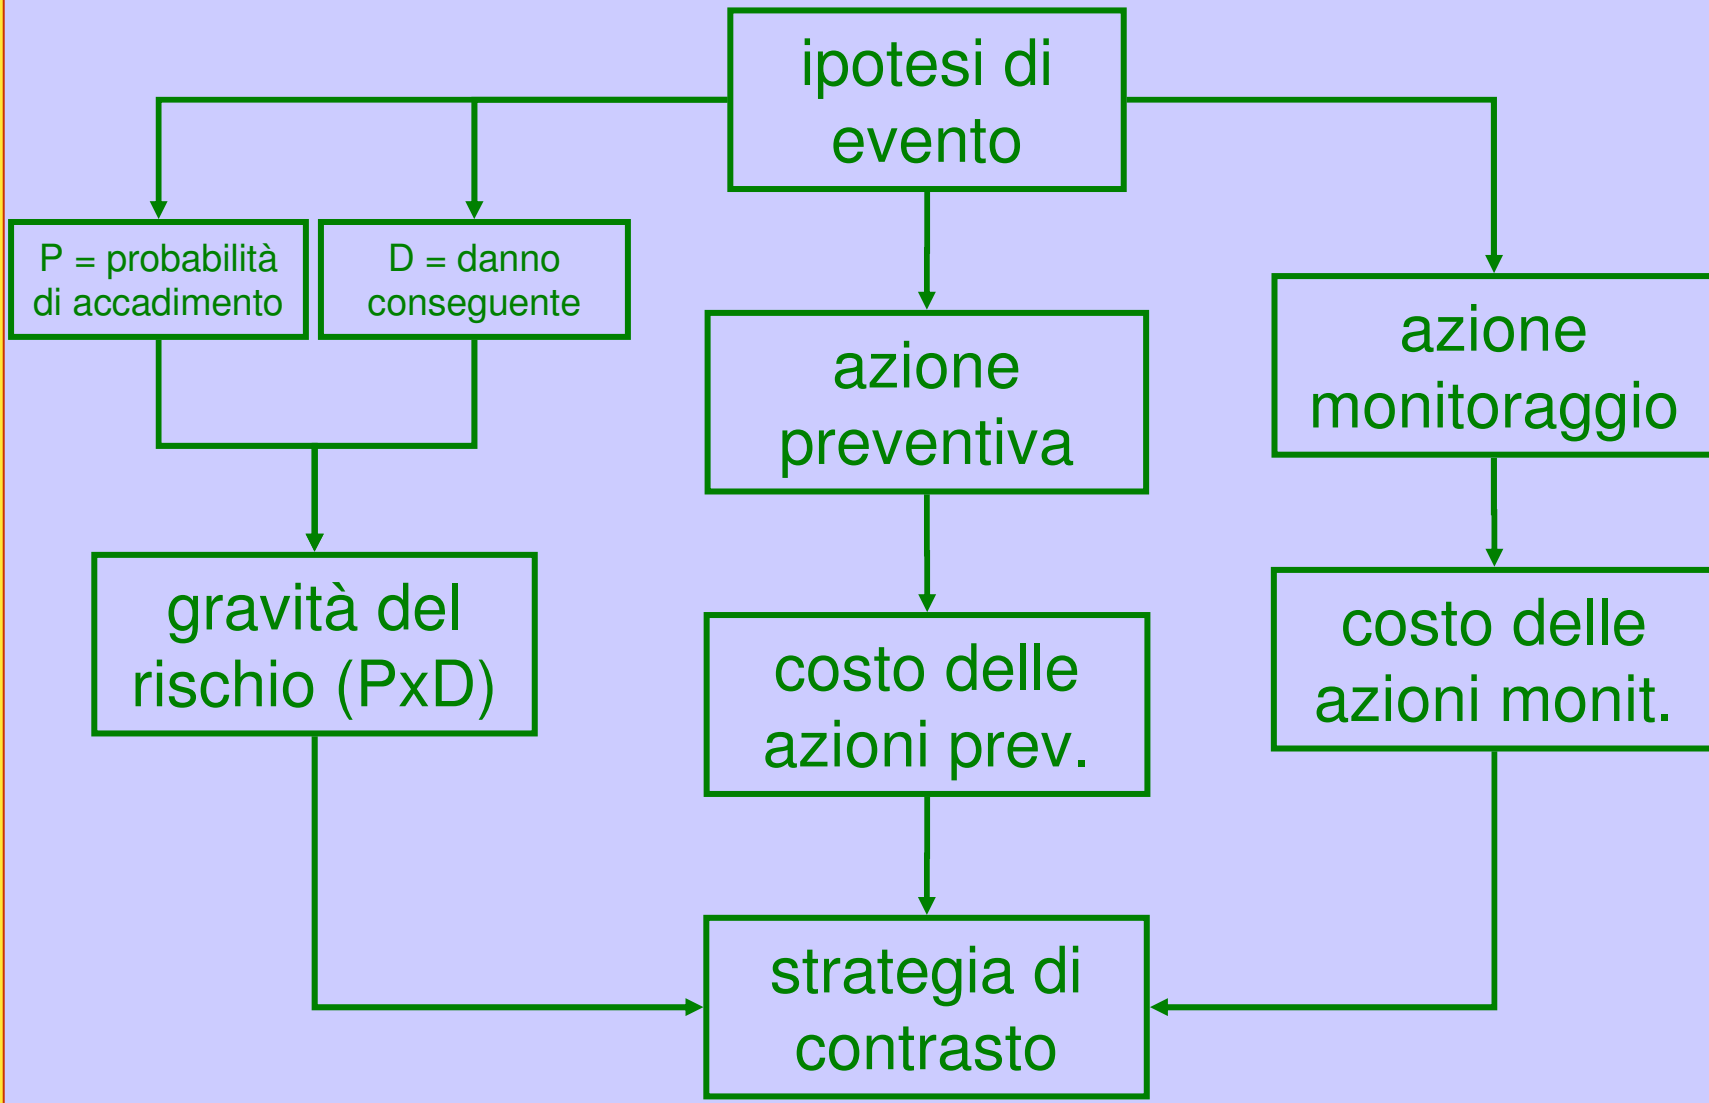 ipotesi di
evento
P = probabilità
di accadimento
D = danno
conseguente
azione
preventiva
azione
monitoraggio
gravità del
rischio (PxD)
costo delle
azioni prev.
costo delle
azioni monit.
strategia di
contrasto